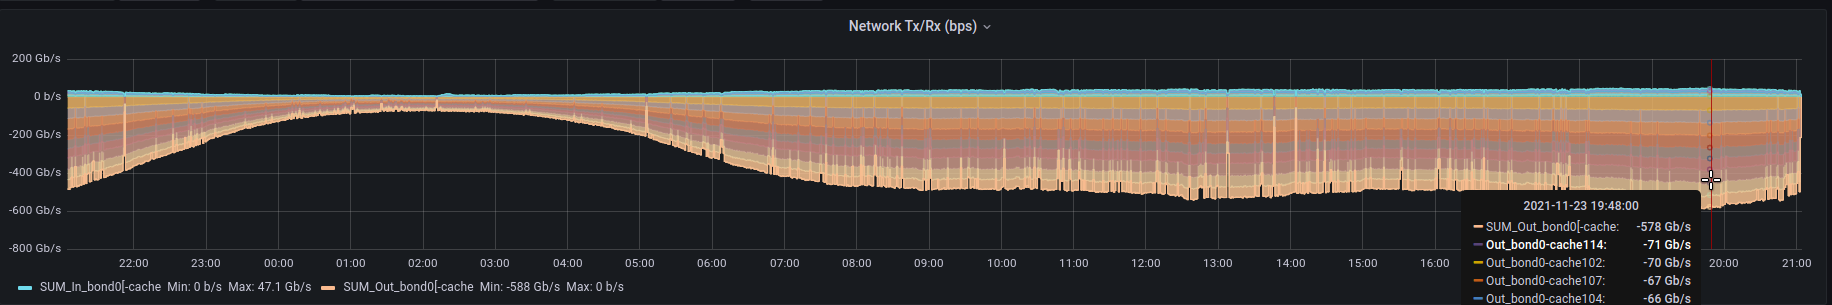 Network Tx/Rx (bps)
200 Gb/s
0 b/s
-200 Gb/s
-400 Gb/s
-600 Gb/s
-800 Gb/s
22:00 23:00 00:00 01:00 02:00 03:00 04:00 05:00 06:00 07:00 08:00 09:00 10:00 11:00 12:00 13:00 14:00 15:00 16:00 20:00 21:00
SUM_In_bond0[-cache Min: 0 b/s Max: 47.1 Gb/s SUM_Out_bond0[-cache Min: -588 Gb/s Max: 0 b/s
2021-11-23 19:48:00
SUM_Out_bond0[-cache: -578 Gb/s
Out_bond0-cache114: -71 Gb/s
Out_bond0-cache102: -70 Gb/s
Out_bond0-cache107: -67 Gb/s
Out_bond0-cache104: -66 Gb/s